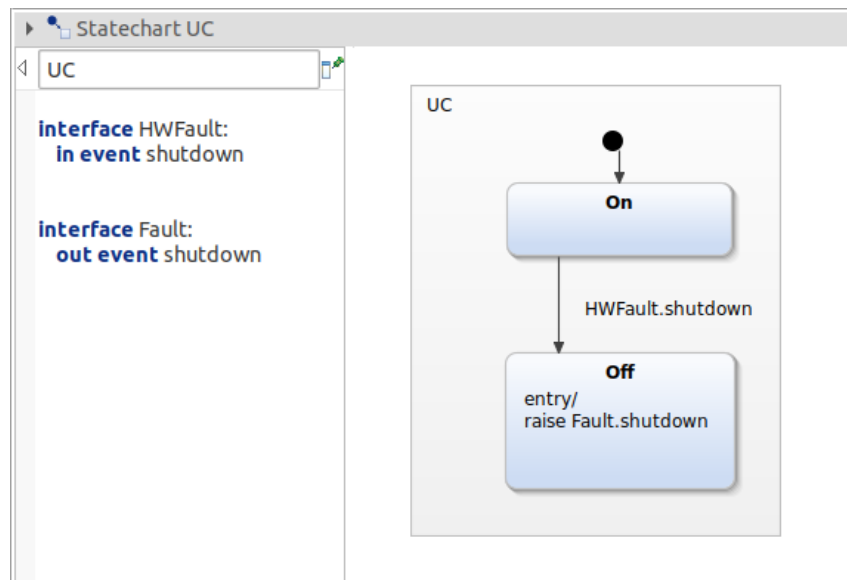 Statechart UC
UC
interface HWFault:
in event shutdown
interface Fault:
out event shutdown
UC
On
HWFault.shutdown
Off
entry/
raise Fault.shutdown